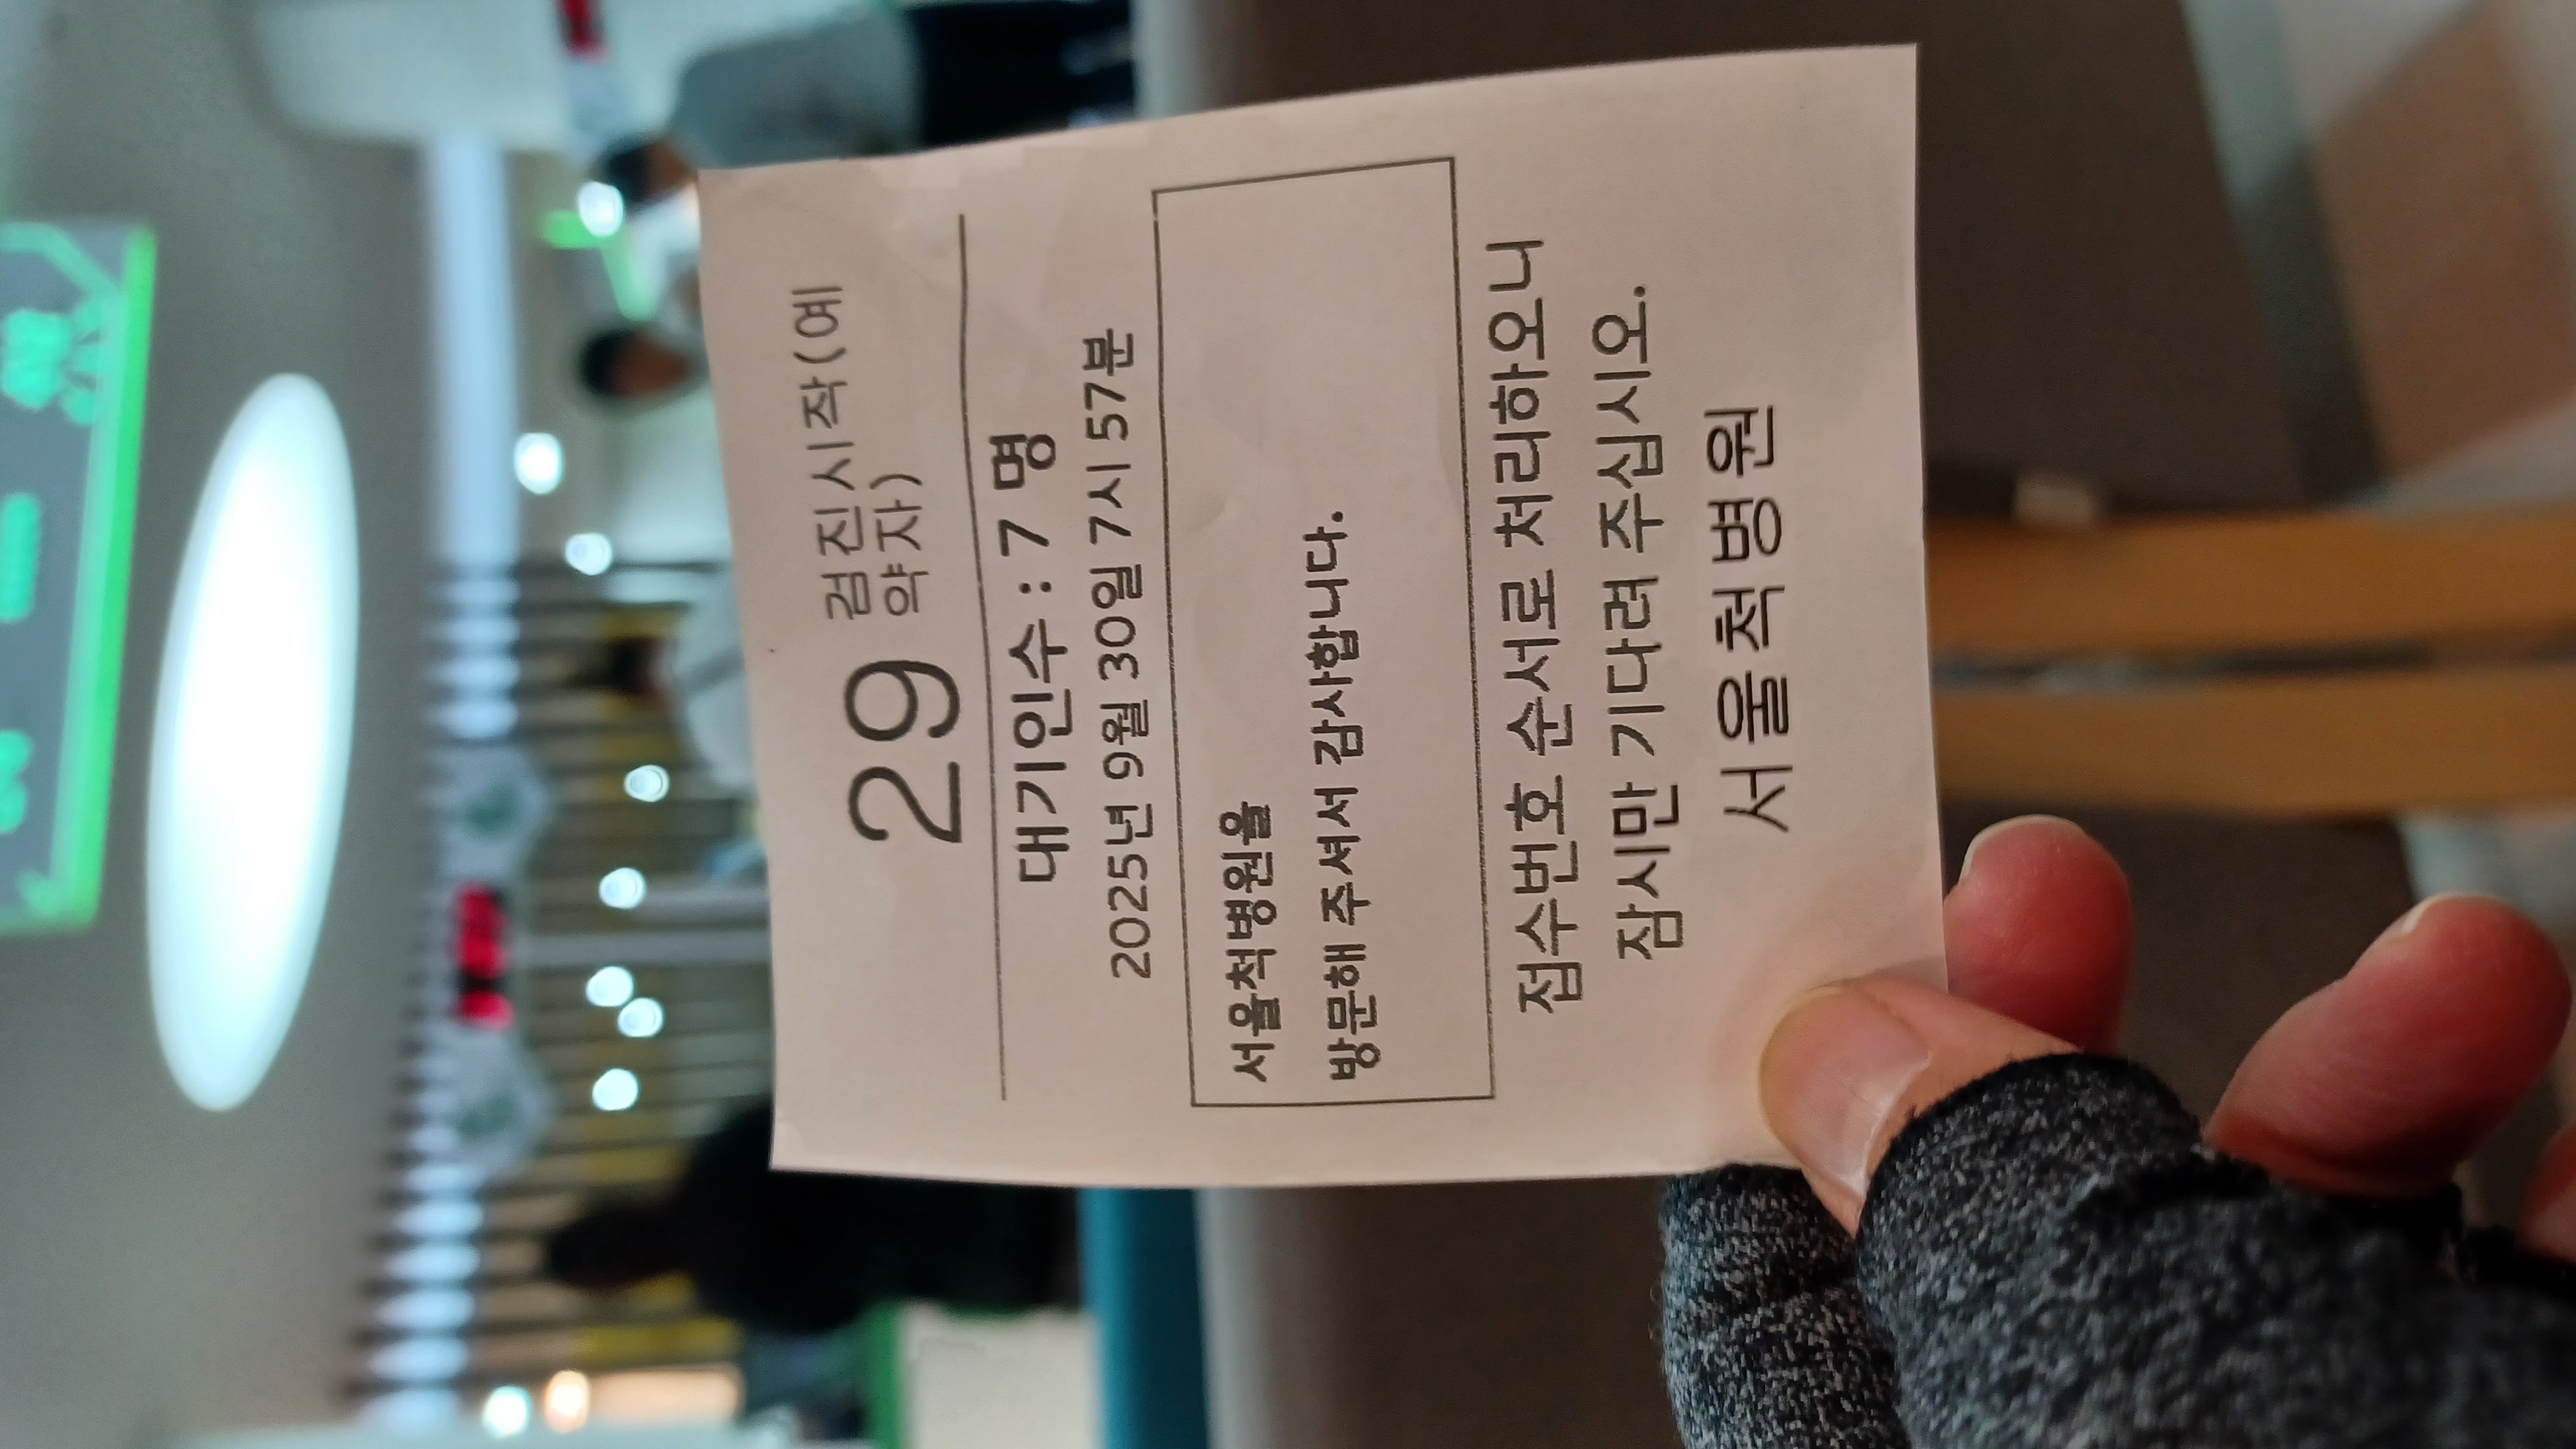 29 검진시작(예
약자)
대기인수 : 7 명
2025년 9월 30일 7시 57분
서울척병원을
방문해 주셔서 감사합니다.
접수번호 순서로 처리하오니
잠시만 기다려 주십시오.
서울척병원